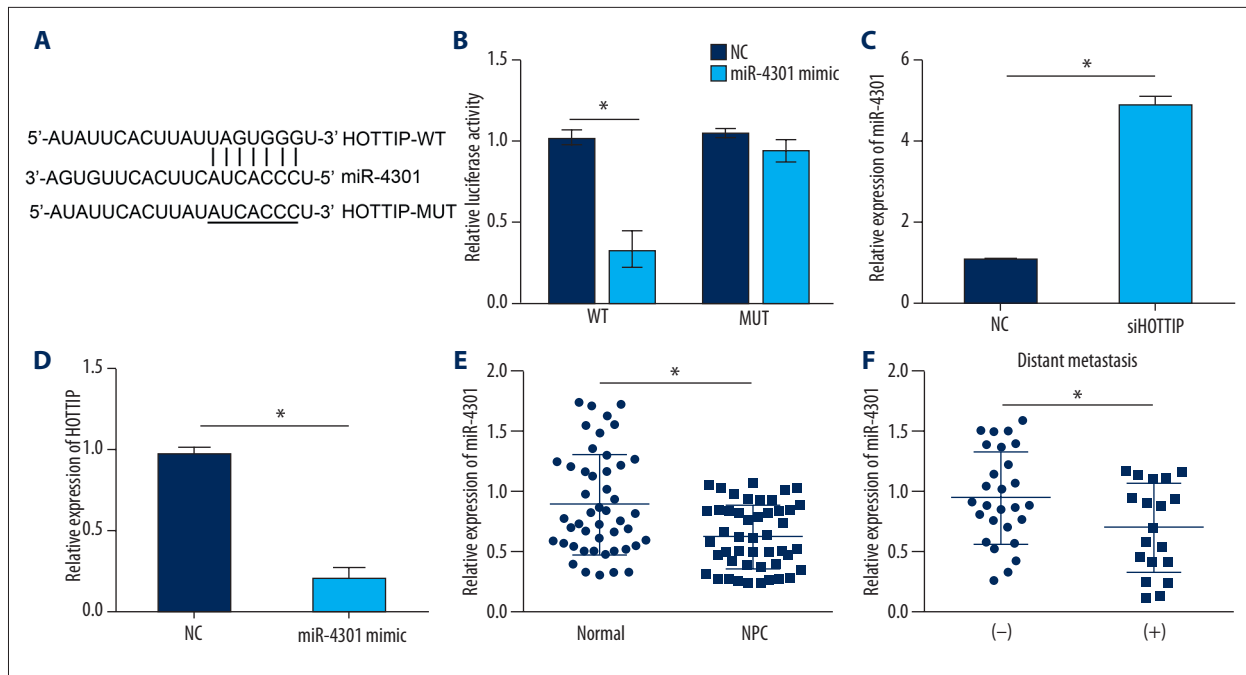 A
5'-AUAUUCACUUAUUAGUGGGU-3' HOTTIP-WT
3'-AGUGUUCACUUCAUCACCCU-5' miR-4301
5'-AUAUUCACUUAUAUCACCCU-3' HOTTIP-MUT
B
Relative luciferase activity
1.5
1.0
0.5
0.0
NC
miR-4301 mimic
*
WT
MUT
C
Relative expression of miR-4301
6
4
2
0
*
NC
siHOTTIP
D
Relative expression of HOTTIP
1.5
1.0
0.5
0.0
*
NC
miR-4301 mimic
E
Relative expression of miR-4301
2.0
1.5
1.0
0.5
0.0
*
Normal
NPC
F
Distant metastasis
Relative expression of miR-4301
2.0
1.5
1.0
0.5
0.0
*
(–)
(+)